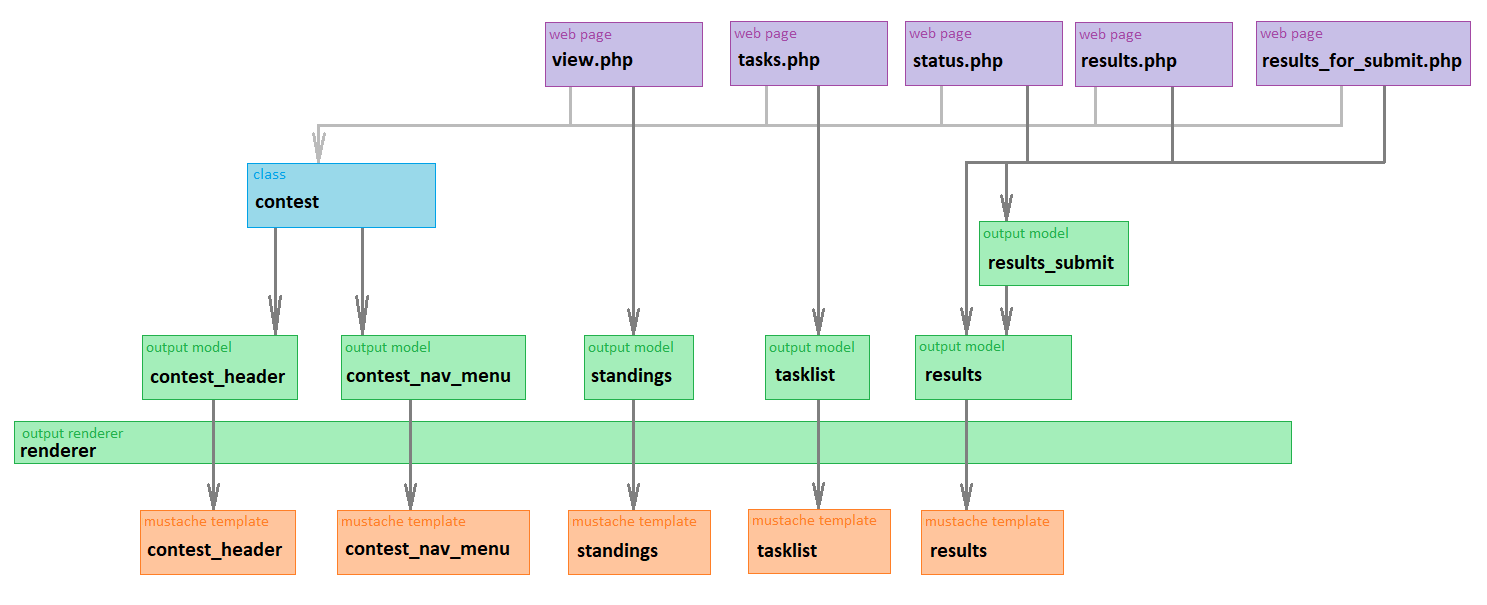 web page
view.php
web page
tasks.php
web page
status.php
web page
results.php
web page
results_for_submit.php
class
contest
output model
results_submit
output model
contest_header
output model
contest_nav_menu
output model
standings
output model
tasklist
output model
results
output renderer
renderer
mustache template
contest_header
mustache template
contest_nav_menu
mustache template
standings
mustache template
tasklist
mustache template
results